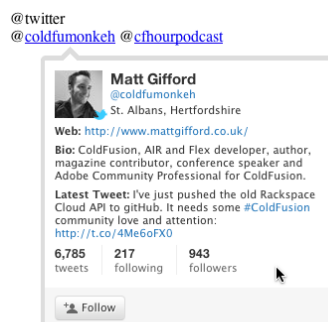 @twitter
@coldfumonkeh @cfhourpodcast
Matt Gifford
@coldfumonkeh
St. Albans, Hertfordshire
Web: http://www.mattgifford.co.uk/
Bio: ColdFusion, AIR and Flex developer, author,
magazine contributor, conference speaker and
Adobe Community Professional for ColdFusion.
Latest Tweet: I've just pushed the old Rackspace
Cloud API to gitHub. It needs some #ColdFusion
community love and attention:
http://t.co/4Me6oFX0
6,785 217 943
tweets following followers
Follow